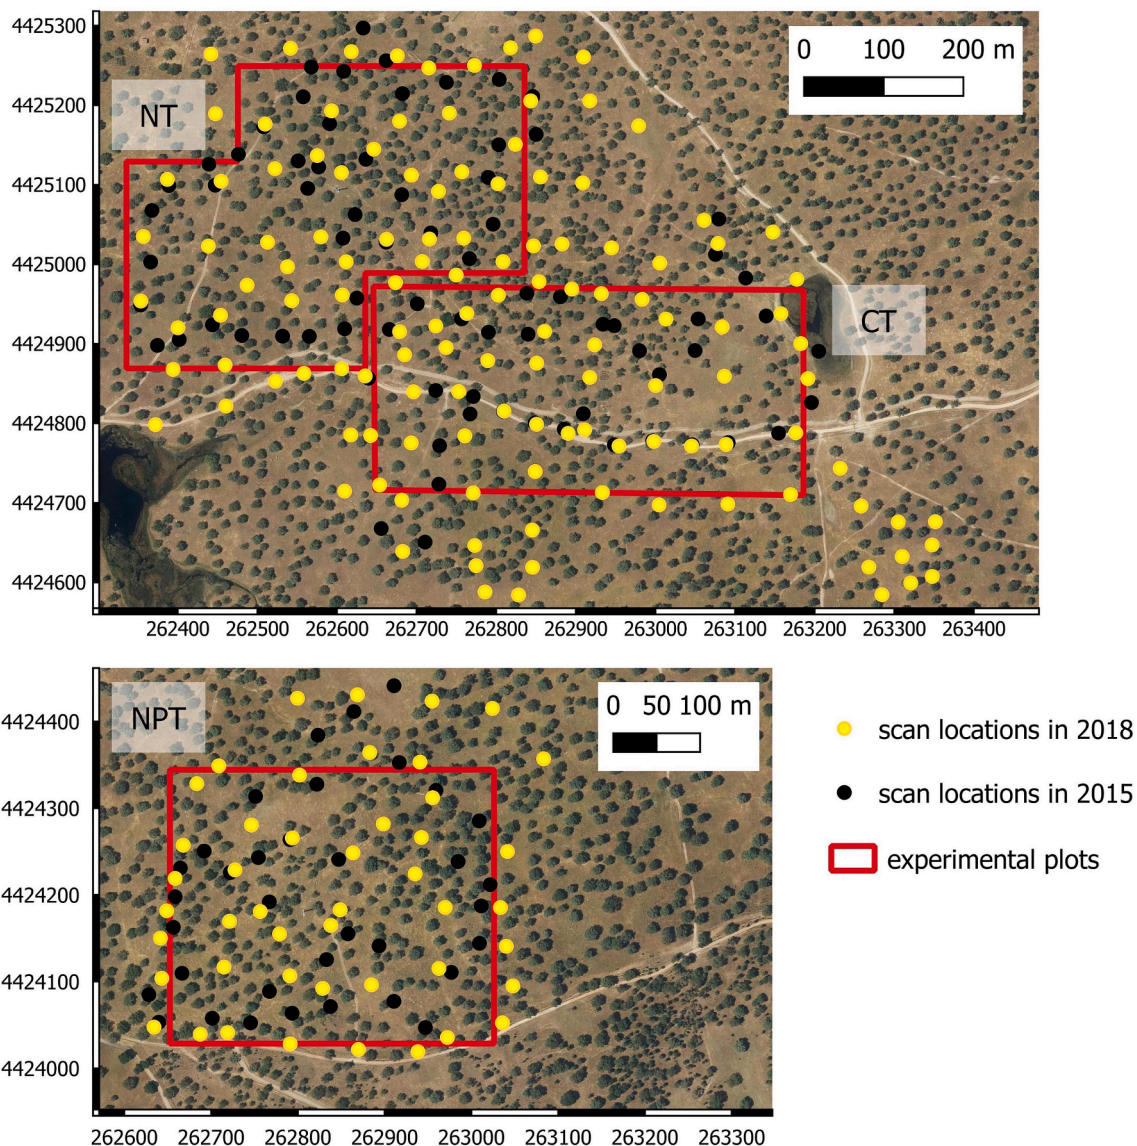 4425300
4425200
4425100
4425000
4424900
4424800
4424700
4424600
0 100 200 m
NT
CT
262400 262500 262600 262700 262800 262900 263000 263100 263200 263300 263400
4424400
4424300
4424200
4424100
4424000
NPT
0 50 100 m
262600 262700 262800 262900 263000 263100 263200 263300
scan locations in 2018
scan locations in 2015
experimental plots